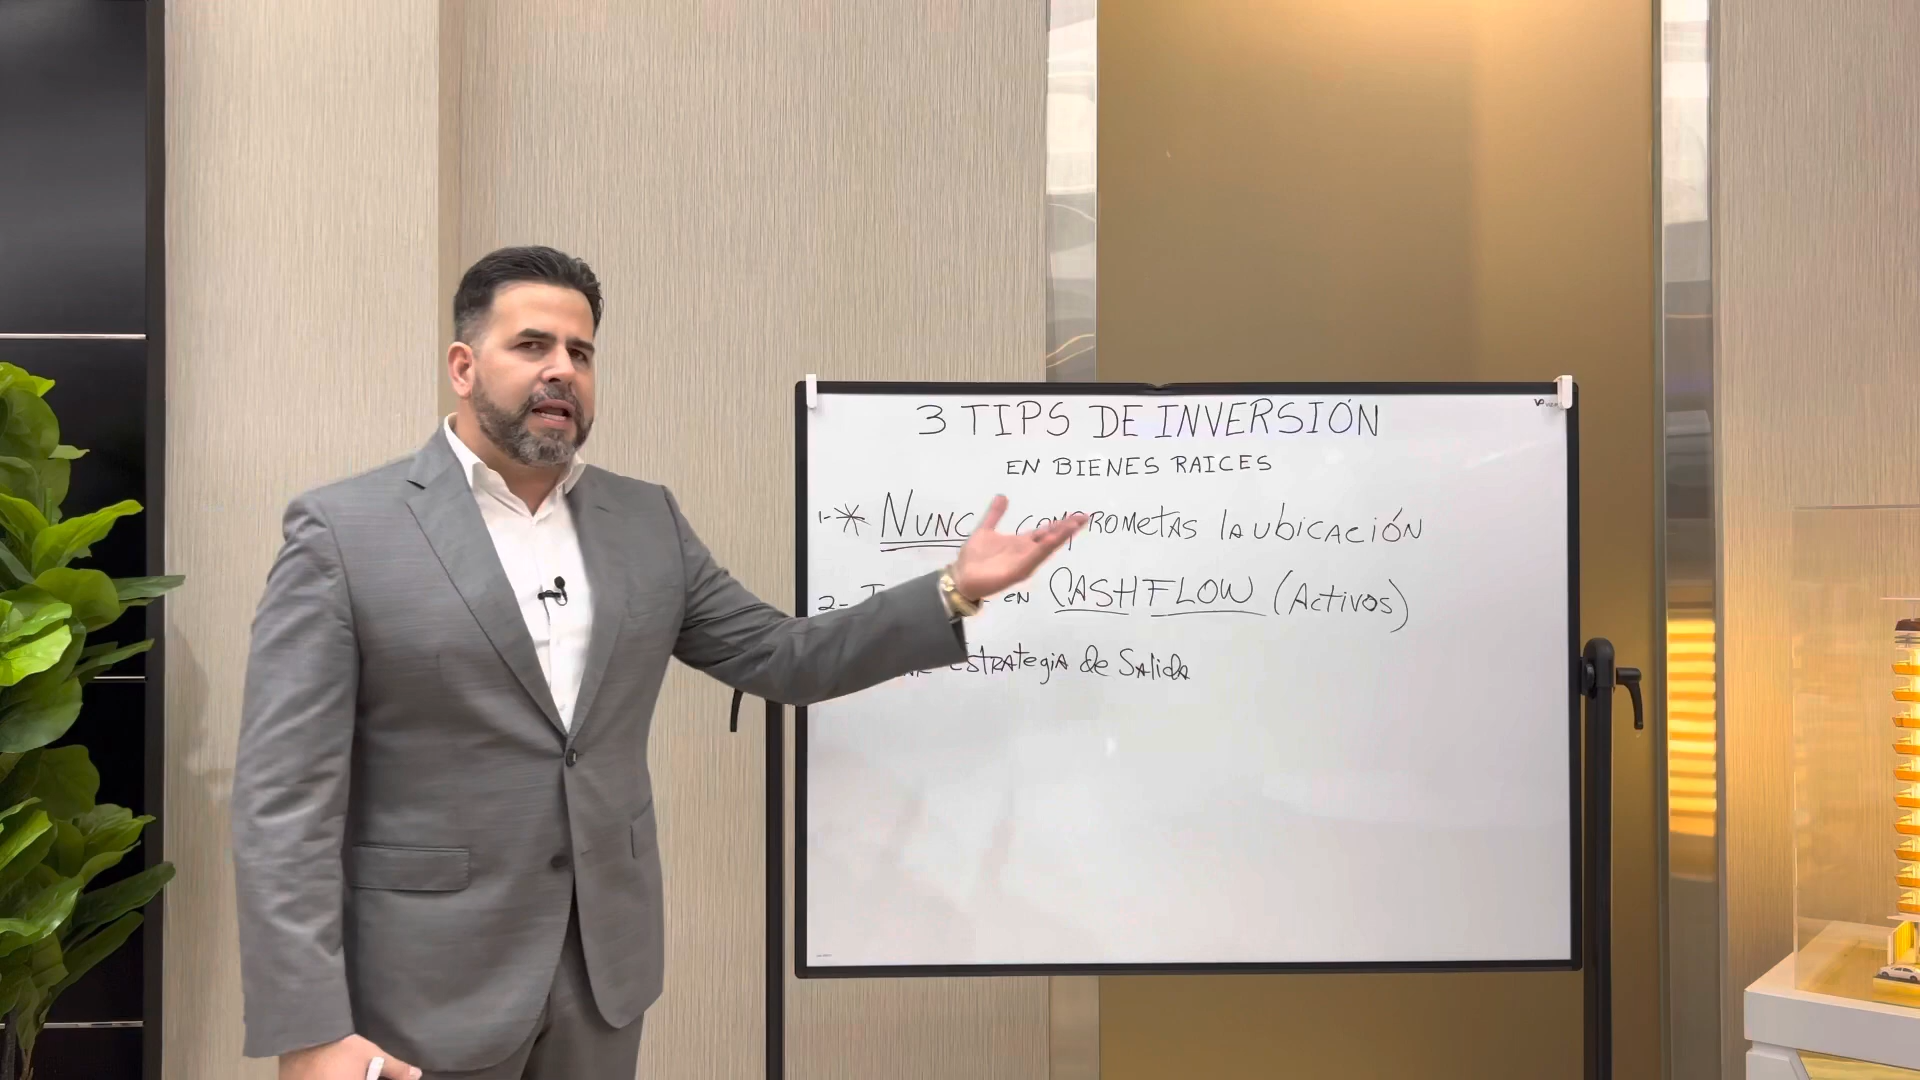 3 TIPS DE INVERSIÓN
EN BIENES RAICES
1-* NUNC COMPROMETAS LA UBICACIÓN
2- EN CASHFLOW (ACTIVOS)
ESTRATEGIA DE SALIDA